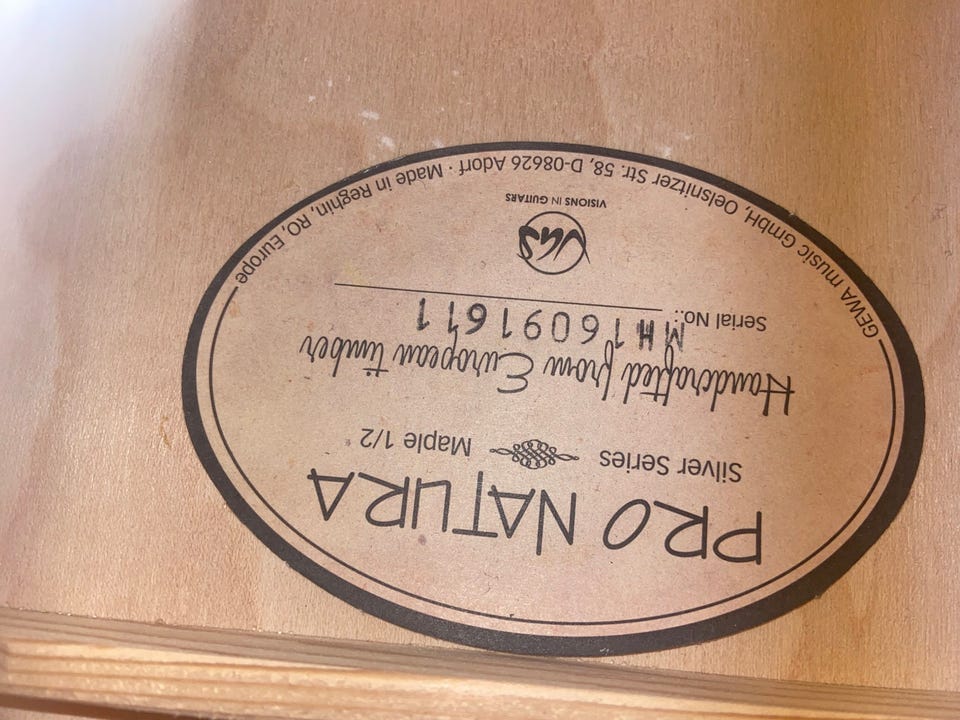 PRO NATURA
Silver Series Maple 1/2
Handcrafted from European timber
Serial No.: MH16091611
VGS
VISIONS IN GUITARS
GEWA music GmbH, Oelsnitzer Str. 58, D-08626 Adorf · Made in Reghin, RO, Europe